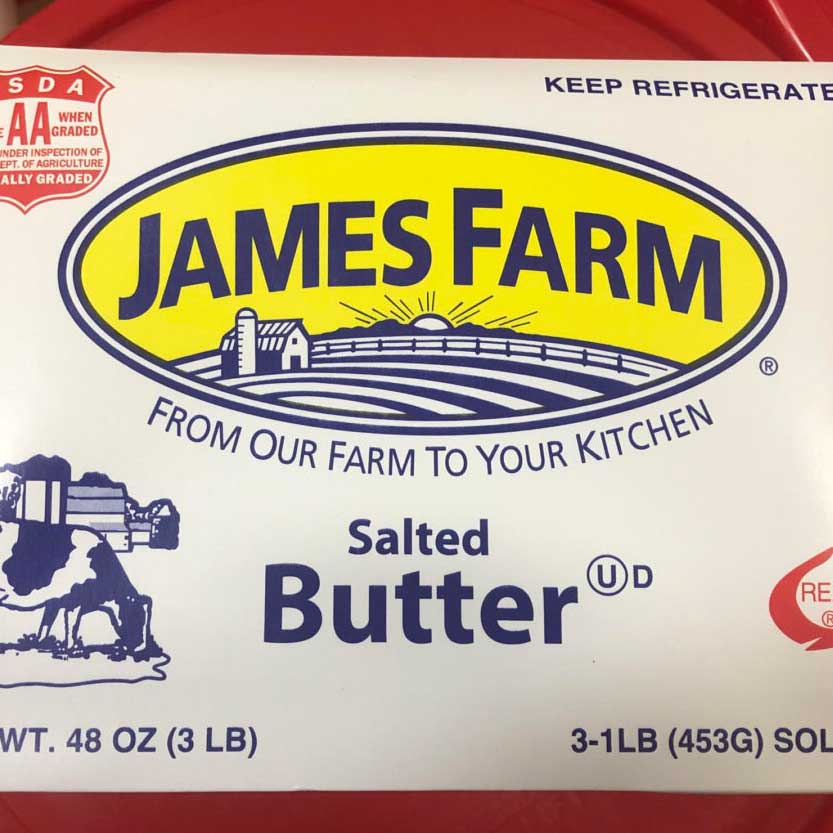 SDA
AA WHEN
GRADED
UNDER INSPECTION OF
EPT. OF AGRICULTURE
ALLY GRADED
KEEP REFRIGERATE
JAMES FARM
®
FROM OUR FARM TO YOUR KITCHEN
Salted
Butter Ⓤ D
RE
®
WT. 48 OZ (3 LB)
3-1LB (453G) SOL